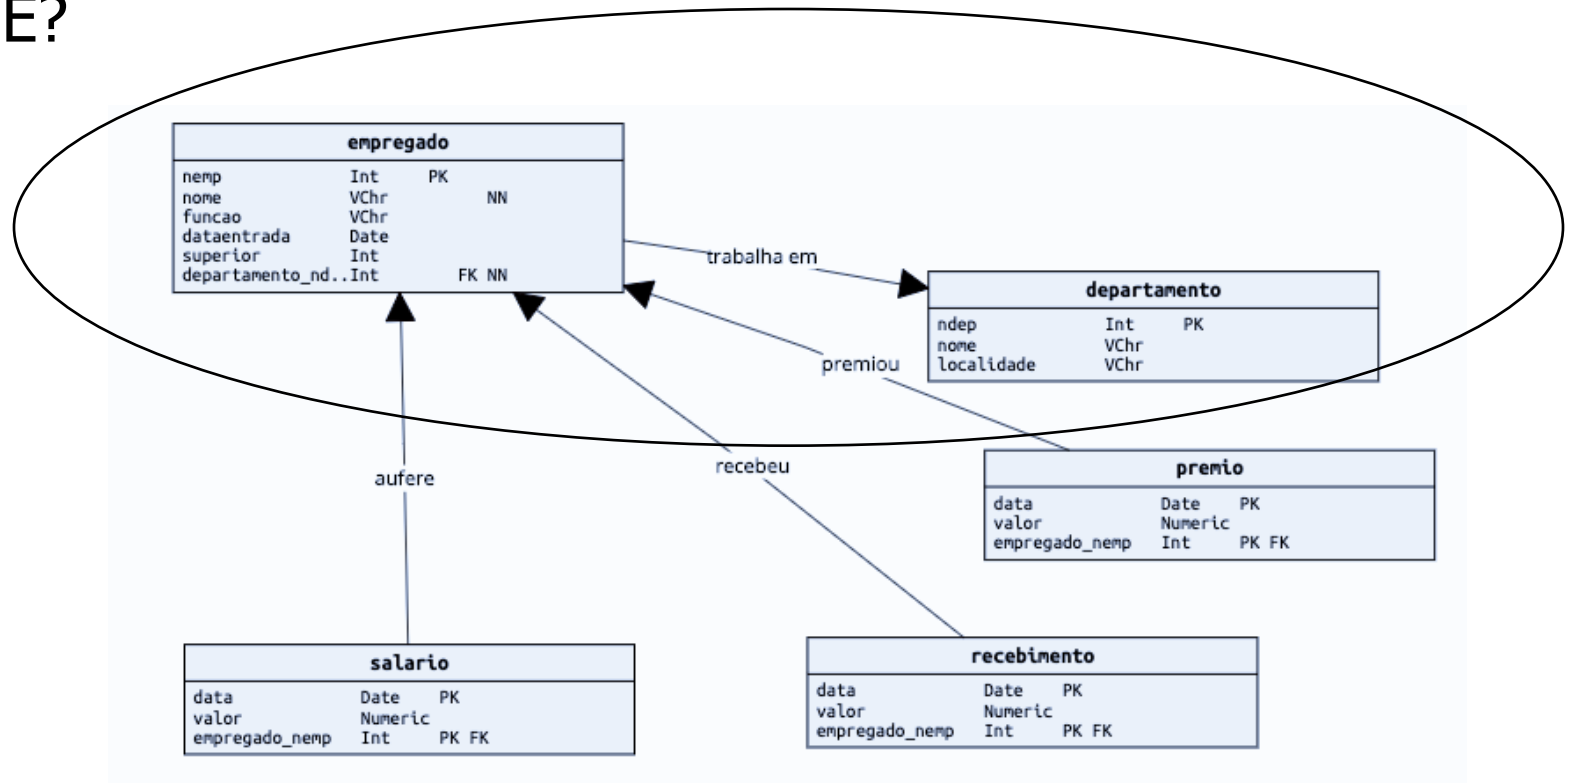 E?
empregado
nemp Int PK
nome VChr NN
funcao VChr
dataentrada Date
superior Int
departamento_nd..Int FK NN
trabalha em
departamento
ndep Int PK
nome VChr
localidade VChr
premiou
aufere
recebeu
premio
data Date PK
valor Numeric
empregado_nemp Int PK FK
salario
data Date PK
valor Numeric
empregado_nemp Int PK FK
recebimento
data Date PK
valor Numeric
empregado_nemp Int PK FK